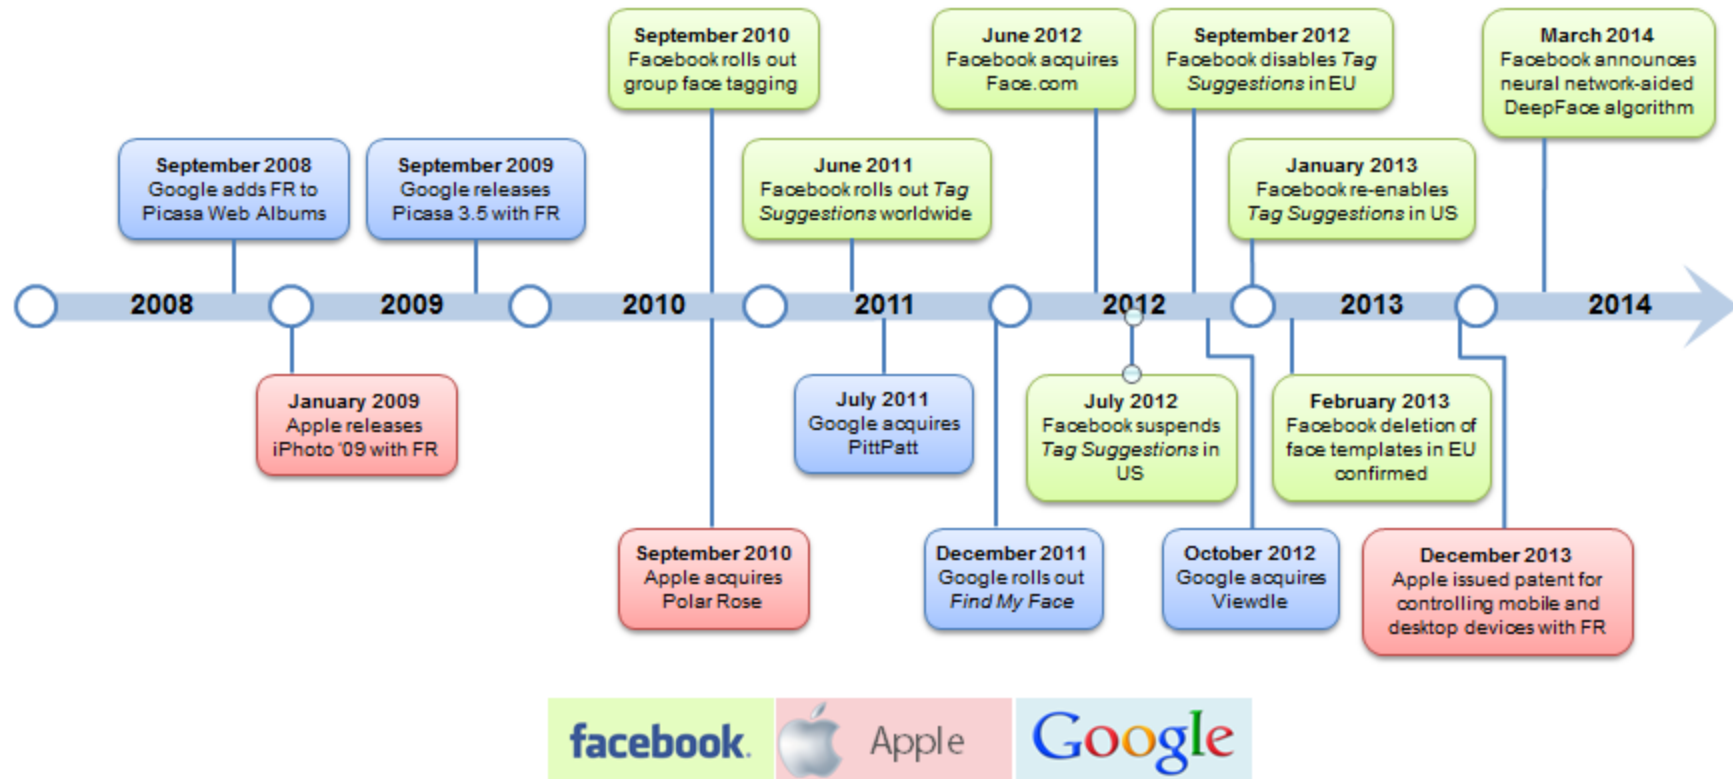 September 2010
Facebook rolls out
group face tagging
June 2012
Facebook acquires
Face.com
September 2012
Facebook disables Tag
Suggestions in EU
March 2014
Facebook announces
neural network-aided
DeepFace algorithm
September 2008
Google adds FR to
Picasa Web Albums
September 2009
Google releases
Picasa 3.5 with FR
June 2011
Facebook rolls out Tag
Suggestions worldwide
January 2013
Facebook re-enables
Tag Suggestions in US
2008 2009 2010 2011 2012 2013 2014
January 2009
Apple releases
iPhoto '09 with FR
July 2011
Google acquires
PittPatt
July 2012
Facebook suspends
Tag Suggestions in
US
February 2013
Facebook deletion of
face templates in EU
confirmed
September 2010
Apple acquires
Polar Rose
December 2011
Google rolls out
Find My Face
October 2012
Google acquires
Viewdle
December 2013
Apple issued patent for
controlling mobile and
desktop devices with FR
facebook. Apple Google